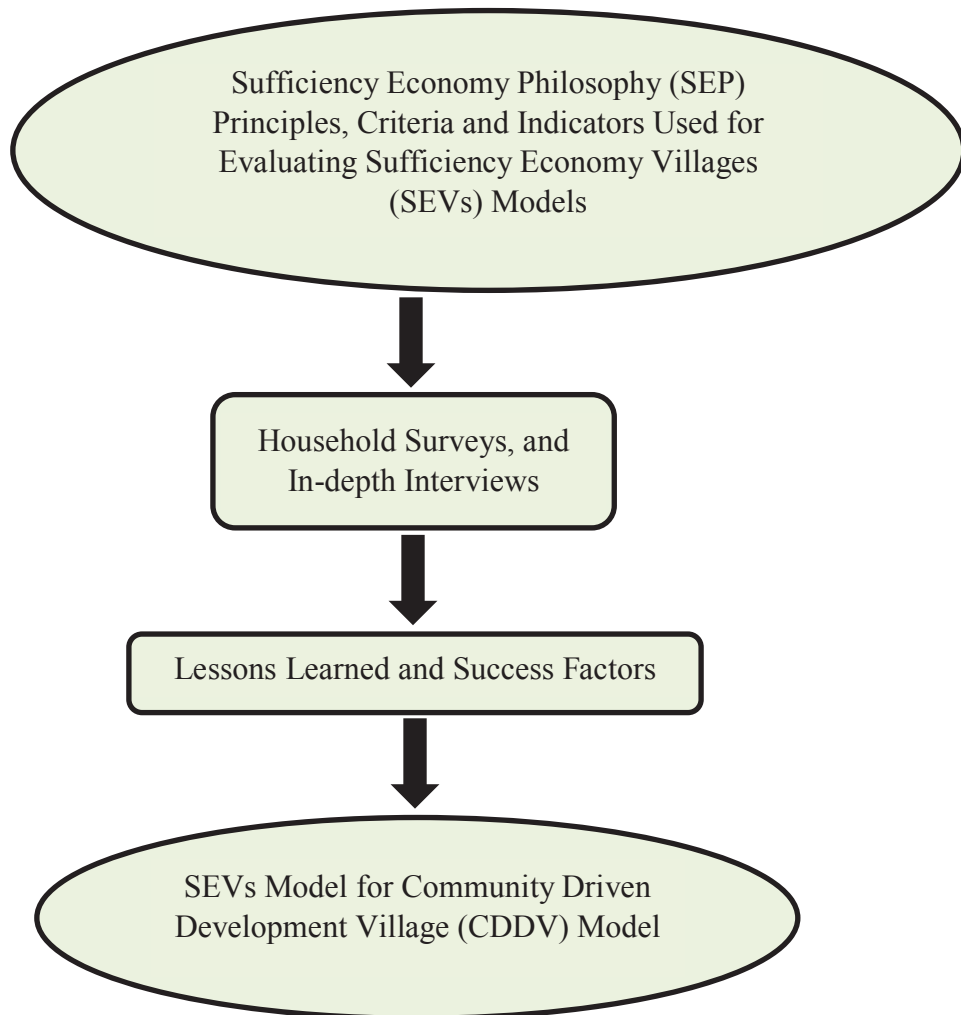 Sufficiency Economy Philosophy (SEP)
Principles, Criteria and Indicators Used for
Evaluating Sufficiency Economy Villages
(SEVs) Models
Household Surveys, and
In-depth Interviews
Lessons Learned and Success Factors
SEVs Model for Community Driven
Development Village (CDDV) Model